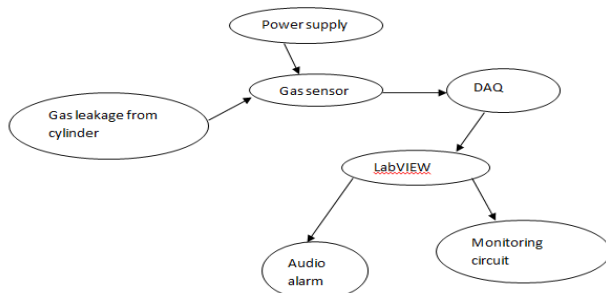 Power supply
Gas sensor
DAQ
Gas leakage from
cylinder
LabVIEW
Audio
alarm
Monitoring
circuit